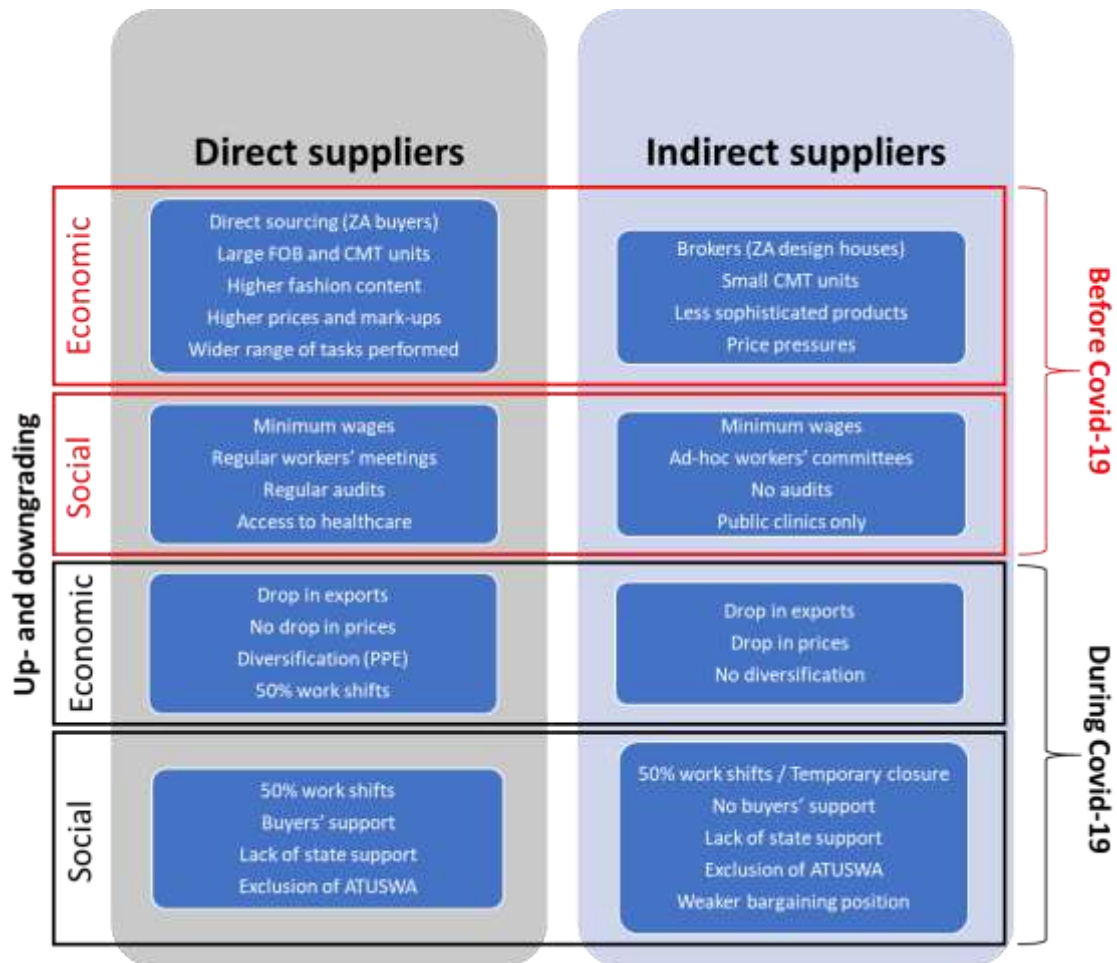 Direct suppliers
Indirect suppliers
Up- and downgrading
Before Covid-19
Economic
Direct sourcing (ZA buyers)
Large FOB and CMT units
Higher fashion content
Higher prices and mark-ups
Wider range of tasks performed
Brokers (ZA design houses)
Small CMT units
Less sophisticated products
Price pressures
Social
Minimum wages
Regular workers’ meetings
Regular audits
Access to healthcare
Minimum wages
Ad-hoc workers’ committees
No audits
Public clinics only
During Covid-19
Economic
Drop in exports
No drop in prices
Diversification (PPE)
50% work shifts
Drop in exports
Drop in prices
No diversification
Social
50% work shifts
Buyers’ support
Lack of state support
Exclusion of ATUSWA
50% work shifts / Temporary closure
No buyers’ support
Lack of state support
Exclusion of ATUSWA
Weaker bargaining position